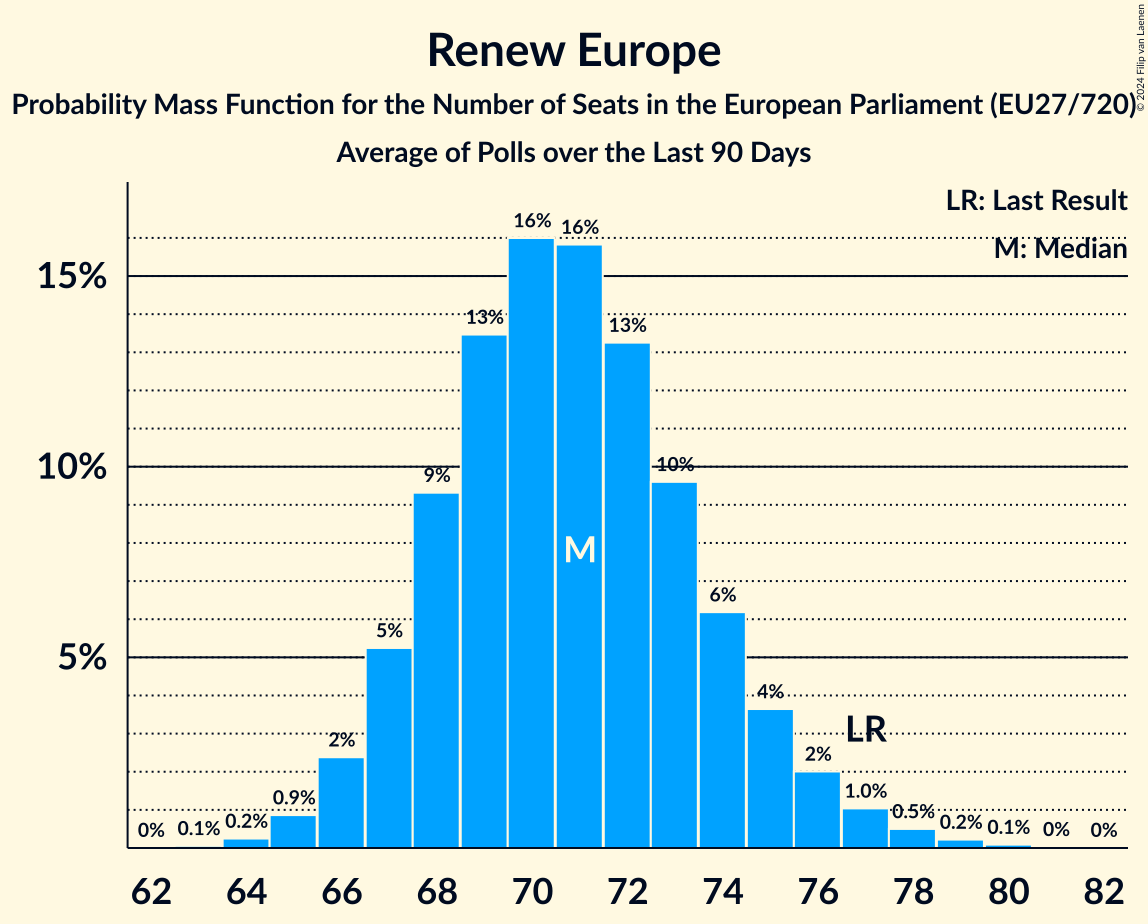 Renew Europe
Probability Mass Function for the Number of Seats in the European Parliament (EU27/720)
Average of Polls over the Last 90 Days
© 2024 Filip van Laenen
LR: Last Result
M: Median
15%
10%
5%
0%
0.1%
0.2%
0.9%
2%
5%
9%
13%
16%
16%
13%
10%
6%
4%
2%
1.0%
0.5%
0.2%
0.1%
0%
0%
M
LR
62 64 66 68 70 72 74 76 78 80 82